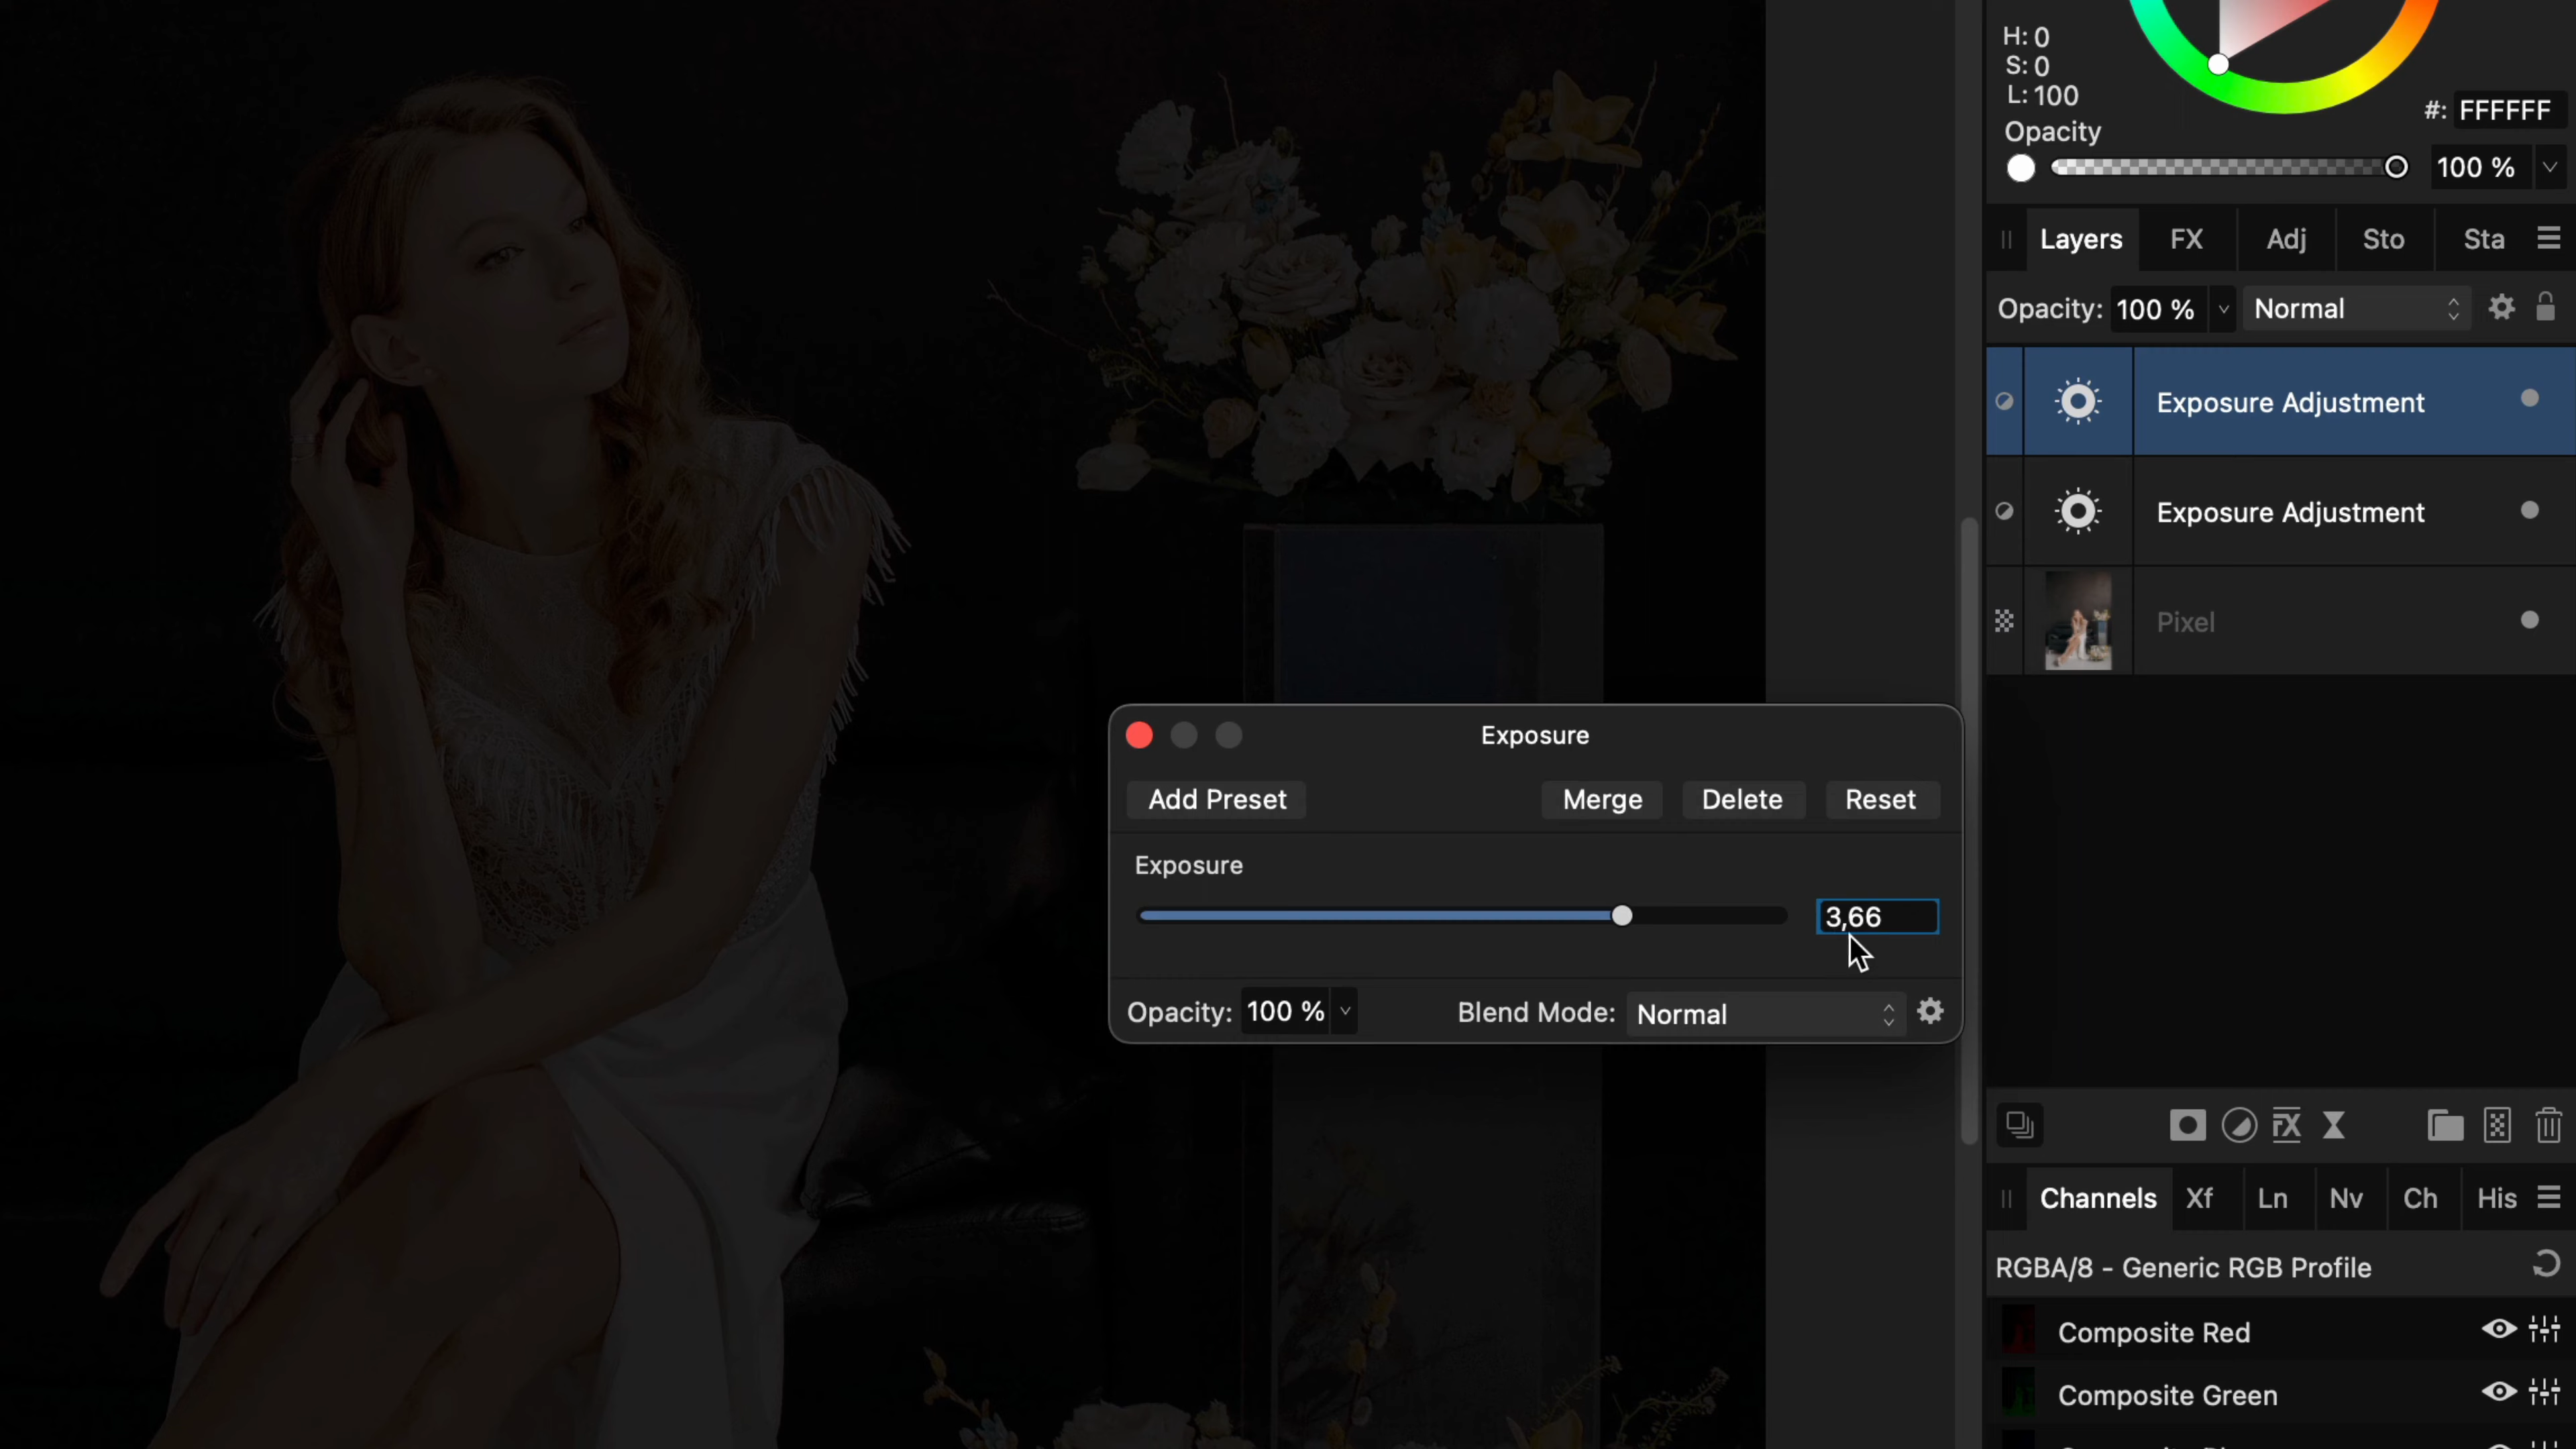 H: 0
S: 0
L: 100
#: FFFFFF
Opacity
100 %
Layers FX Adj Sto Sta
Opacity: 100 % Normal
Exposure Adjustment
Exposure Adjustment
Pixel
Exposure
Add Preset Merge Delete Reset
Exposure
3,66
Opacity: 100 % Blend Mode: Normal
FX
Channels Xf Ln Nv Ch His
RGBA/8 - Generic RGB Profile
Composite Red
Composite Green